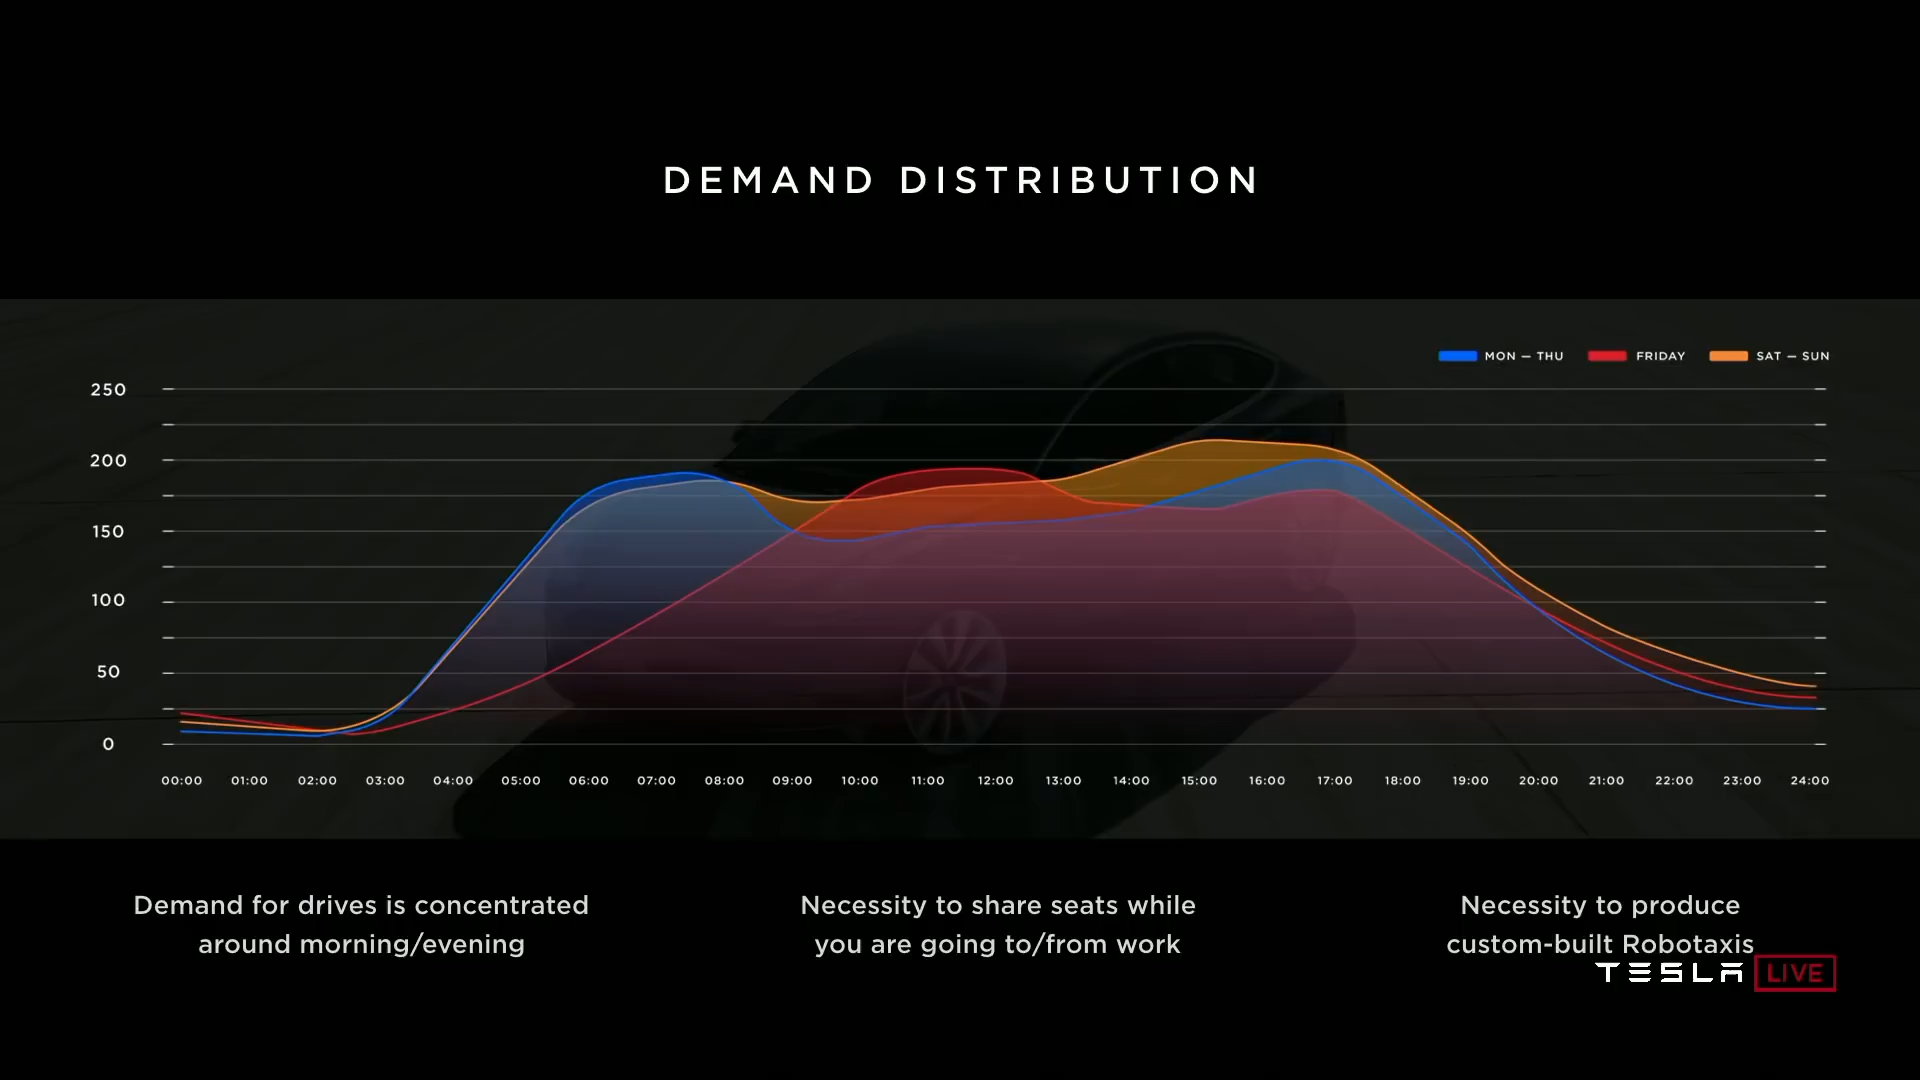 DEMAND DISTRIBUTION
MON — THU FRIDAY SAT — SUN
250
200
150
100
50
0
00:00 01:00 02:00 03:00 04:00 05:00 06:00 07:00 08:00 09:00 10:00 11:00 12:00 13:00 14:00 15:00 16:00 17:00 18:00 19:00 20:00 21:00 22:00 23:00 24:00
Demand for drives is concentrated
around morning/evening
Necessity to share seats while
you are going to/from work
Necessity to produce
custom-built Robotaxis
TESLA LIVE